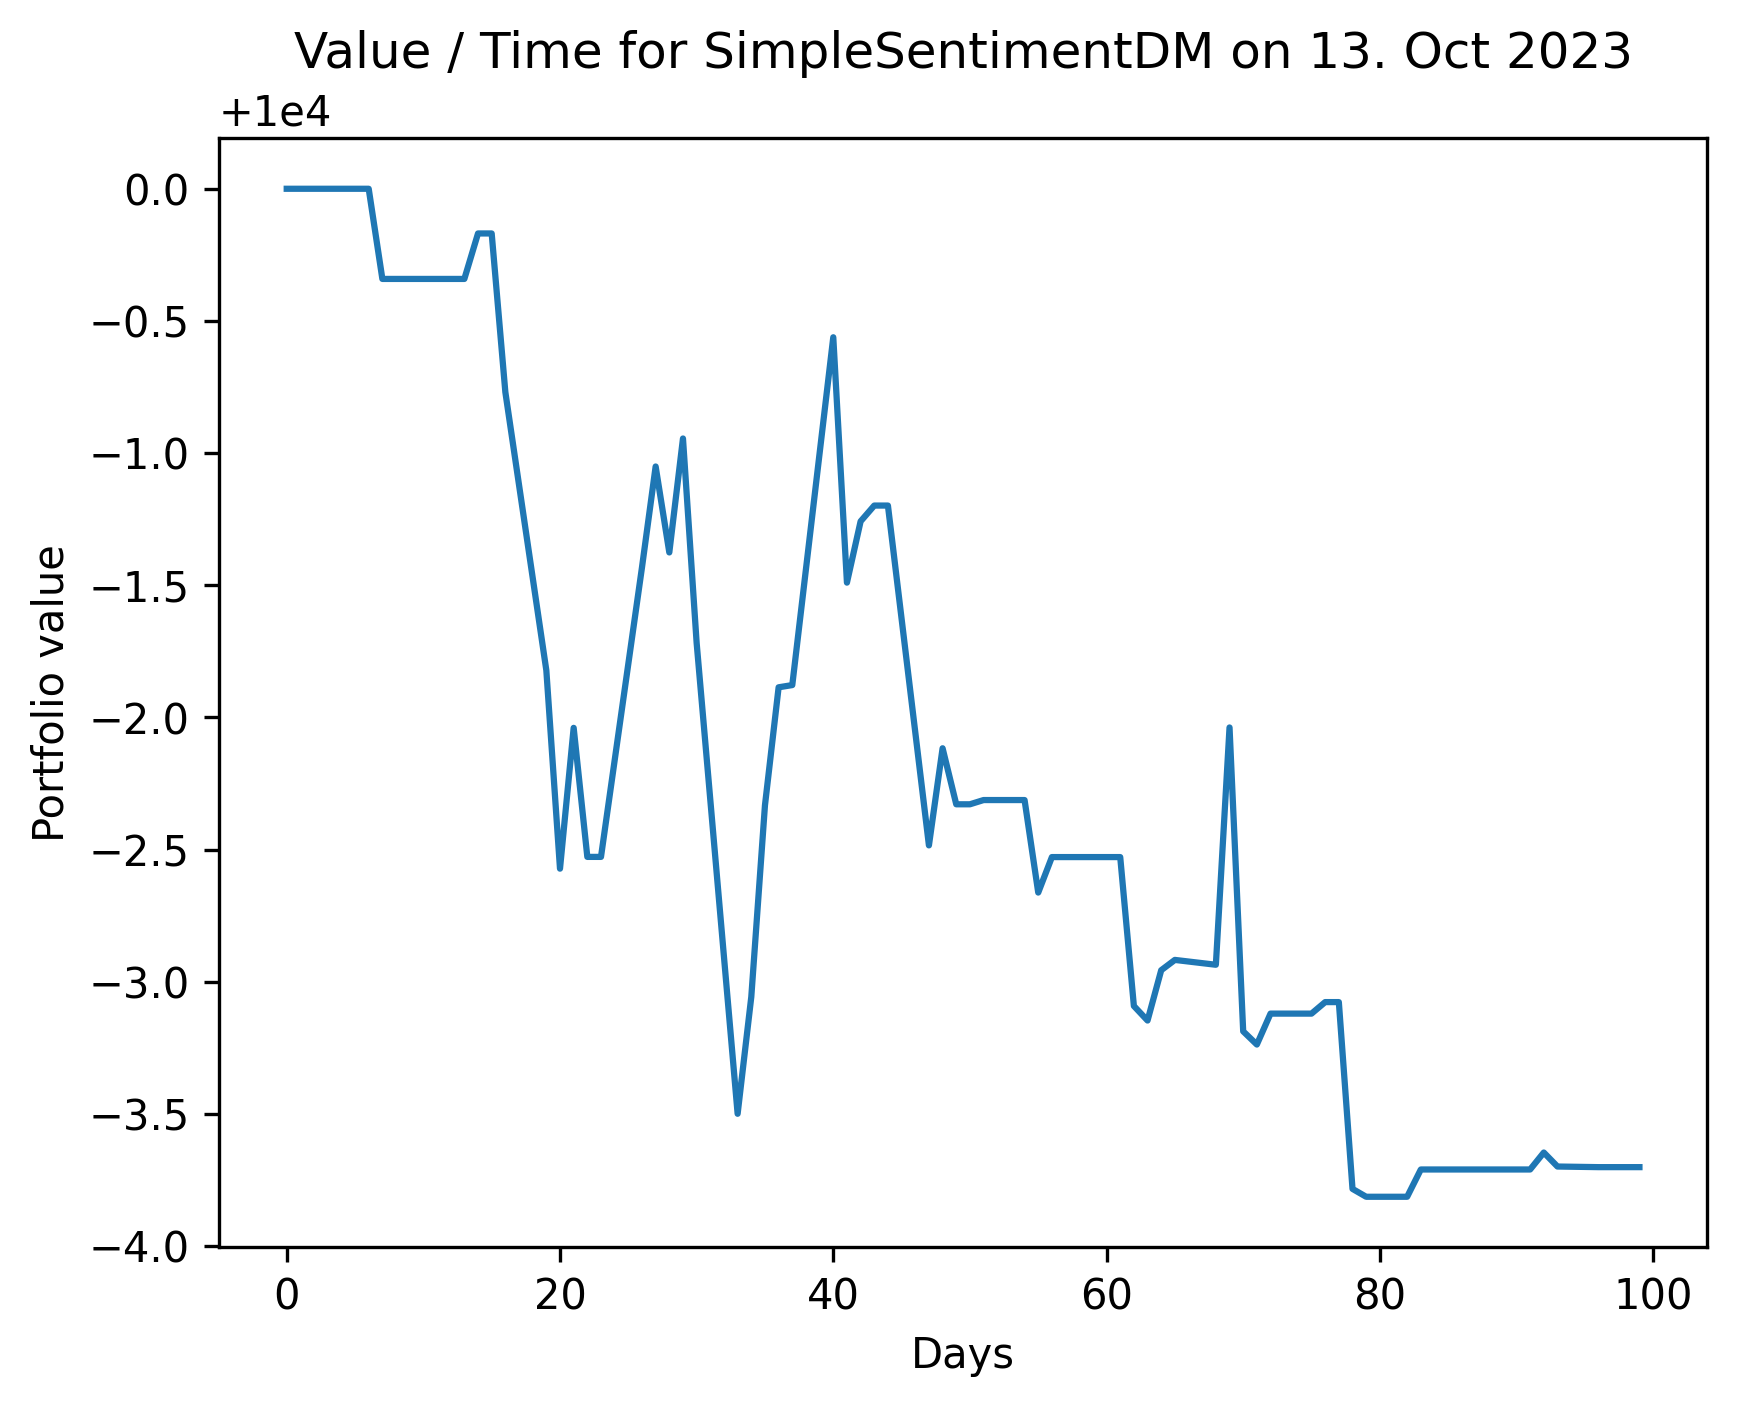 Value / Time for SimpleSentimentDM on 13. Oct 2023
+1e4
0.0
−0.5
−1.0
−1.5
−2.0
−2.5
−3.0
−3.5
−4.0
Portfolio value
0 20 40 60 80 100
Days